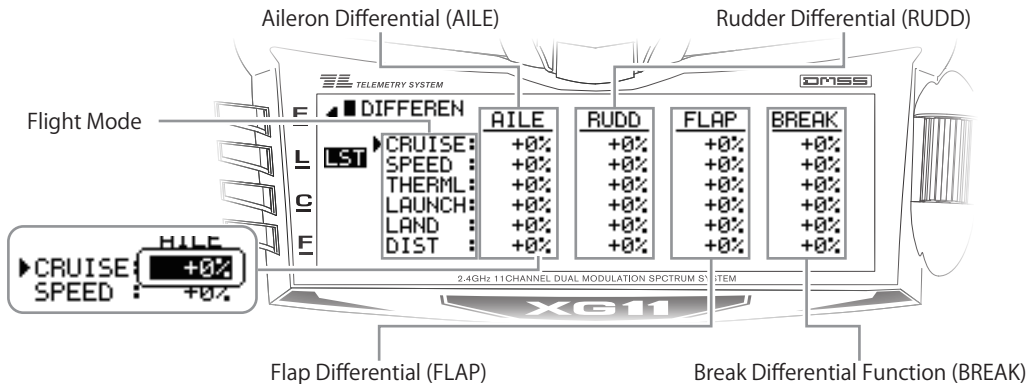 Aileron Differential (AILE)
Rudder Differential (RUDD)
TELEMETRY SYSTEM
DMSS
Flight Mode
E
L
C
F
DIFFEREN
LST
AILE RUDD FLAP BREAK
CRUISE: +0% +0% +0% +0%
SPEED : +0% +0% +0% +0%
THERML: +0% +0% +0% +0%
LAUNCH: +0% +0% +0% +0%
LAND : +0% +0% +0% +0%
DIST : +0% +0% +0% +0%
AILE
CRUISE: +0%
SPEED : +0%
2.4GHz 11CHANNEL DUAL MODULATION SPCTRUM SYSTEM
XG11
Flap Differential (FLAP)
Break Differential Function (BREAK)